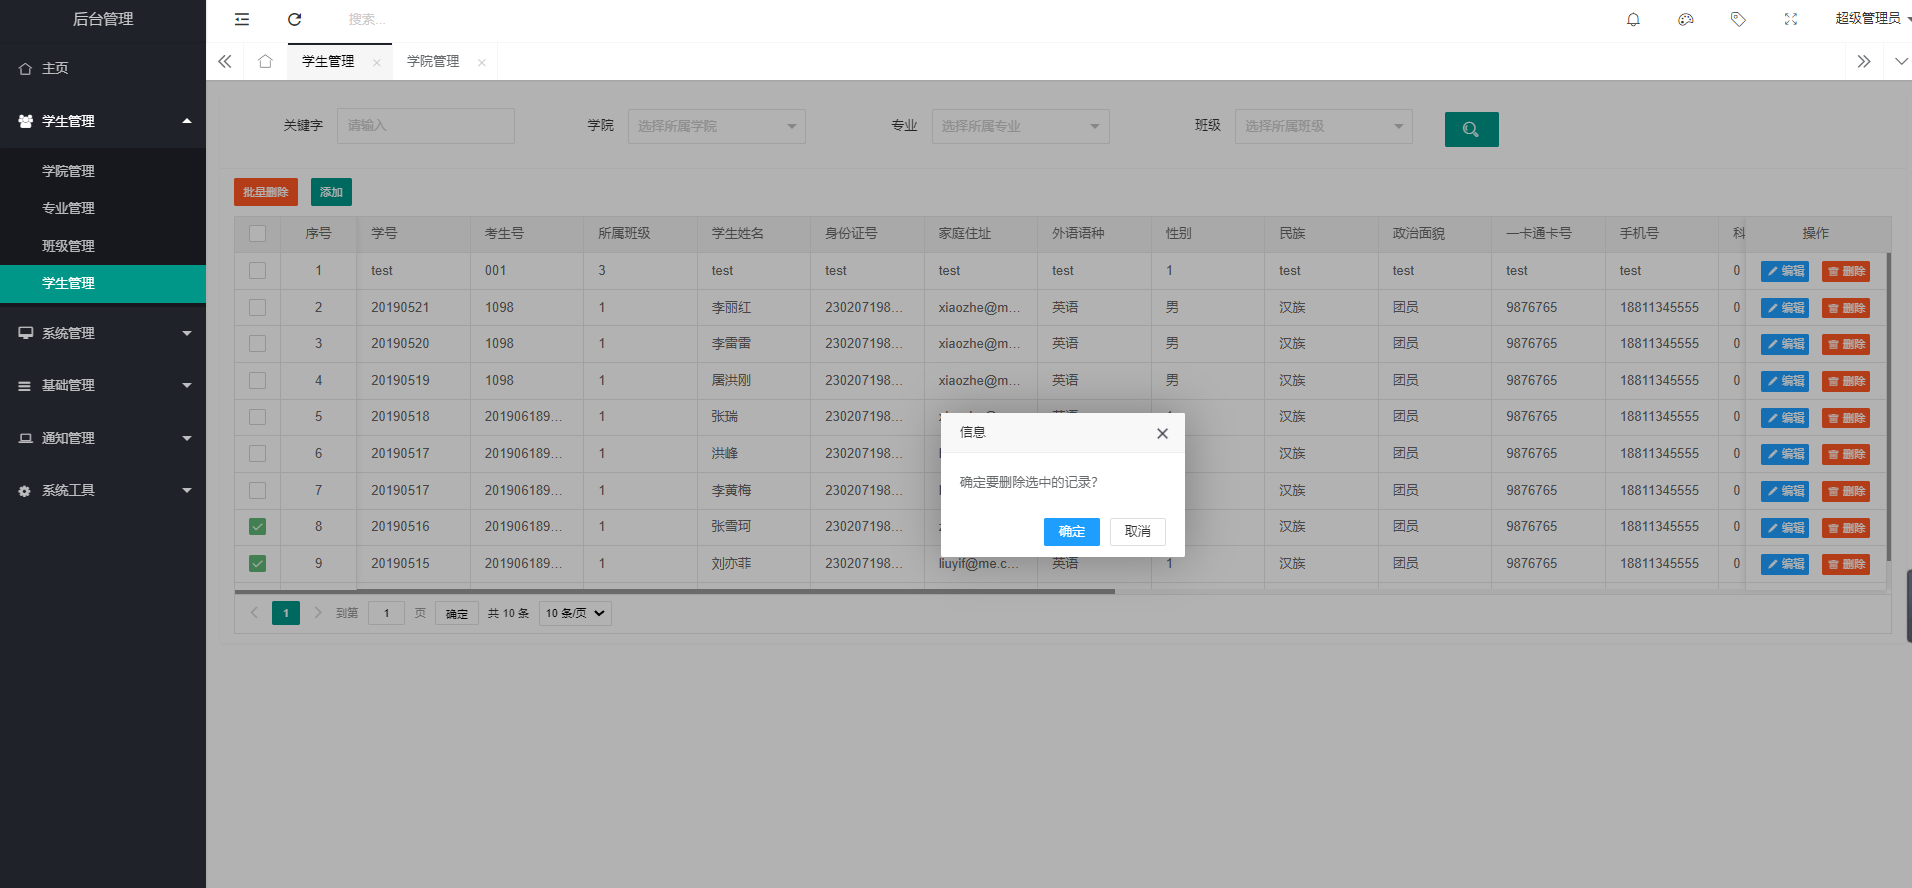 后台管理
搜索...
超级管理员
主页
学生管理
学院管理
专业管理
班级管理
学生管理
系统管理
基础管理
通知管理
系统工具
学生管理
学院管理
关键字 请输入 学院 选择所属学院 专业 选择所属专业 班级 选择所属班级
批量删除 添加
序号 学号 考生号 所属班级 学生姓名 身份证号 家庭住址 外语语种 性别 民族 政治面貌 一卡通卡号 手机号 科 操作
1 test 001 3 test test test test 1 test test test test 0 编辑 删除
2 20190521 1098 1 李丽红 230207198... xiaozhe@m... 英语 男 汉族 团员 9876765 18811345555 0 编辑 删除
3 20190520 1098 1 李雷雷 230207198... xiaozhe@m... 英语 男 汉族 团员 9876765 18811345555 0 编辑 删除
4 20190519 1098 1 屠洪刚 230207198... xiaozhe@m... 英语 男 汉族 团员 9876765 18811345555 0 编辑 删除
5 20190518 201906189... 1 张瑞 230207198... 汉族 团员 9876765 18811345555 0 编辑 删除
6 20190517 201906189... 1 洪峰 230207198... 汉族 团员 9876765 18811345555 0 编辑 删除
7 20190517 201906189... 1 李黄梅 230207198... 汉族 团员 9876765 18811345555 0 编辑 删除
8 20190516 201906189... 1 张雪珂 230207198... 汉族 团员 9876765 18811345555 0 编辑 删除
9 20190515 201906189... 1 刘亦菲 230207198... liuyif@me.c... 英语 1 汉族 团员 9876765 18811345555 0 编辑 删除
信息
确定要删除选中的记录？
确定 取消
1 到第 1 页 确定 共 10 条 10 条/页